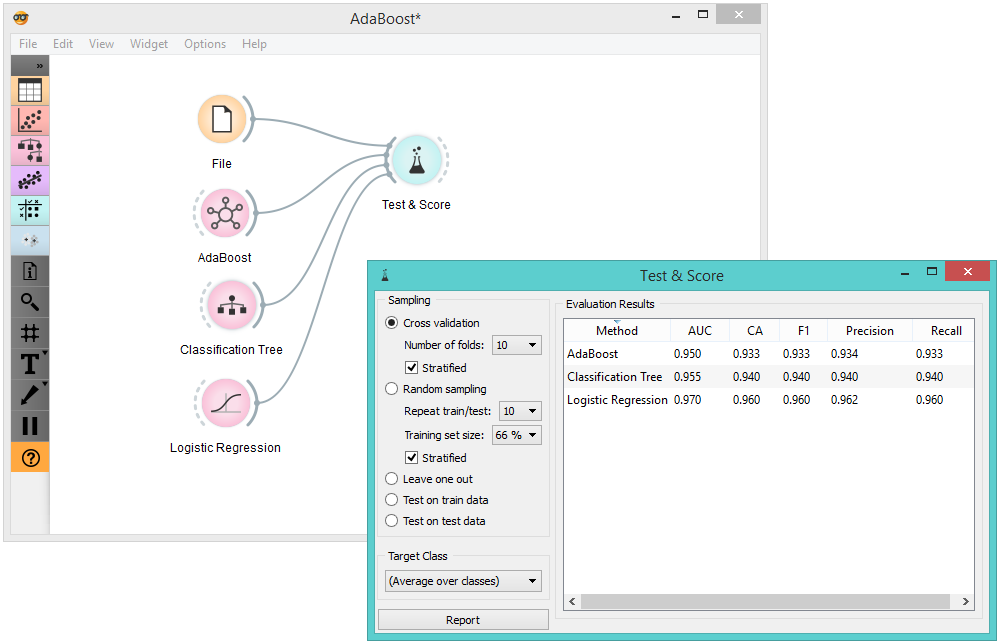 AdaBoost*
File Edit View Widget Options Help
»
File
Test & Score
AdaBoost
Classification Tree
Logistic Regression
T
?
Test & Score
Sampling
Cross validation
Number of folds: 10
Stratified
Random sampling
Repeat train/test: 10
Training set size: 66 %
Stratified
Leave one out
Test on train data
Test on test data
Target Class
(Average over classes)
Report
Evaluation Results
Method AUC CA F1 Precision Recall
AdaBoost 0.950 0.933 0.933 0.934 0.933
Classification Tree 0.955 0.940 0.940 0.940 0.940
Logistic Regression 0.970 0.960 0.960 0.962 0.960